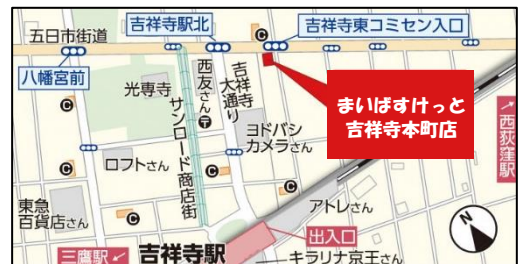 五日市街道
吉祥寺駅北
吉祥寺東コミセン入口
八幡宮前
光専寺
サンロード商店街
西友さん
吉祥寺大通り
まいばすけっと
吉祥寺本町店
西荻窪駅
ヨドバシ
カメラさん
ロフトさん
東急
百貨店さん
アトレさん
出入口
三鷹駅
吉祥寺駅
キラリナ京王さん
N